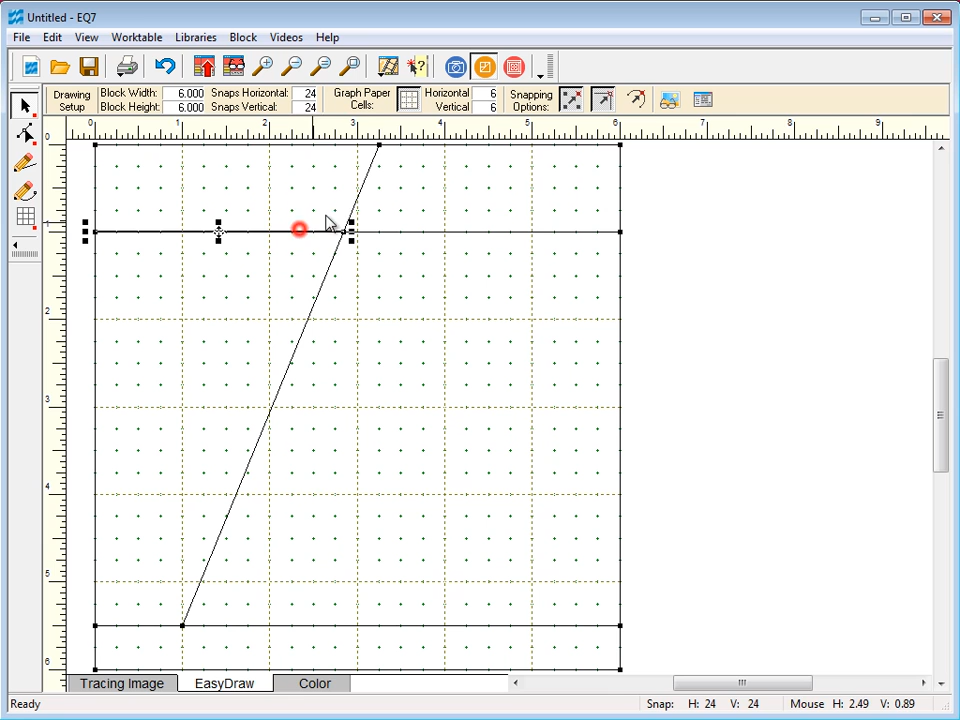 Untitled - EQ7
File Edit View Worktable Libraries Block Videos Help
Drawing Setup Block Width: 6.000 Snaps Horizontal: 24 Graph Paper Cells: Horizontal 6 Snapping Options:
Block Height: 6.000 Snaps Vertical: 24 Vertical 6
0 1 2 3 4 5 6 7 8 9
0
1
2
3
4
5
6
Tracing Image EasyDraw Color
Ready Snap: H: 24 V: 24 Mouse H: 2.49 V: 0.89